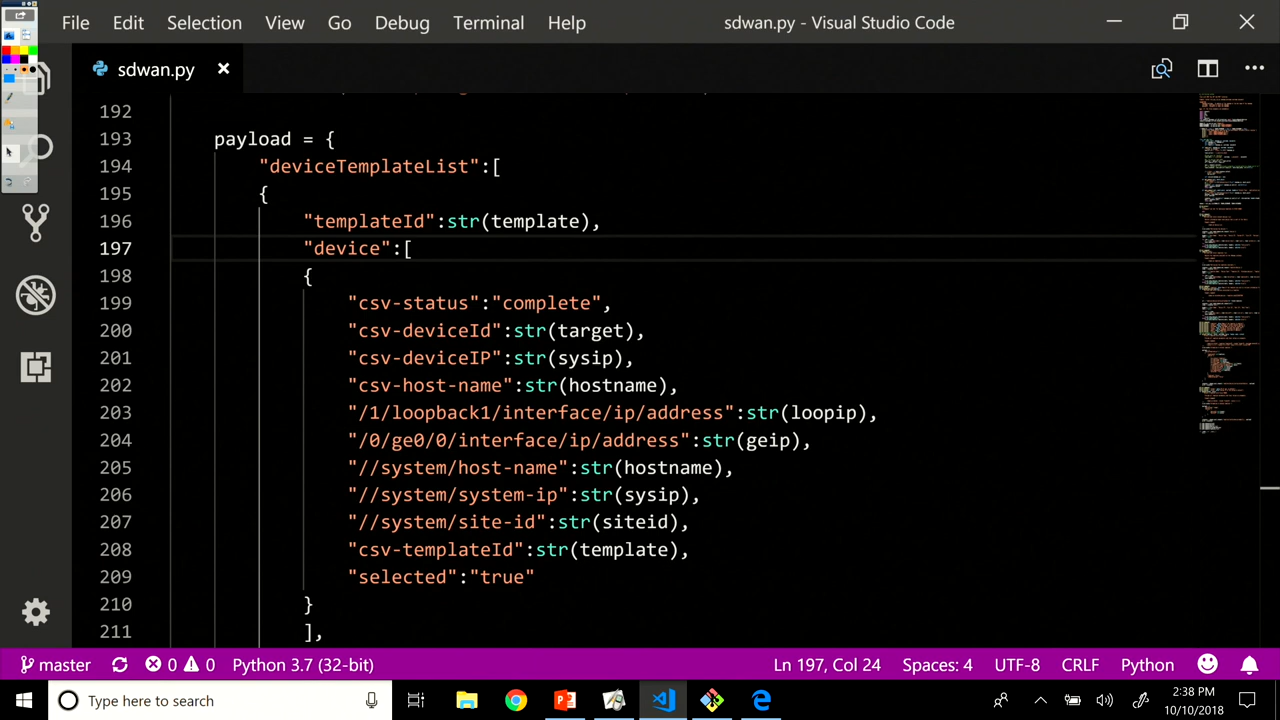 File Edit Selection View Go Debug Terminal Help sdwan.py - Visual Studio Code
sdwan.py
192
193 payload = {
194 "deviceTemplateList":[
195 {
196 "templateId":str(template),
197 "device":[
198 {
199 "csv-status":"complete",
200 "csv-deviceId":str(target),
201 "csv-deviceIP":str(sysip),
202 "csv-host-name":str(hostname),
203 "/1/loopback1/interface/ip/address":str(loopip),
204 "/0/ge0/0/interface/ip/address":str(geip),
205 "//system/host-name":str(hostname),
206 "//system/system-ip":str(sysip),
207 "//system/site-id":str(siteid),
208 "csv-templateId":str(template),
209 "selected":"true"
210 }
211 ],
master 0 0 Python 3.7 (32-bit) Ln 197, Col 24 Spaces: 4 UTF-8 CRLF Python
Type here to search
2:38 PM
10/10/2018